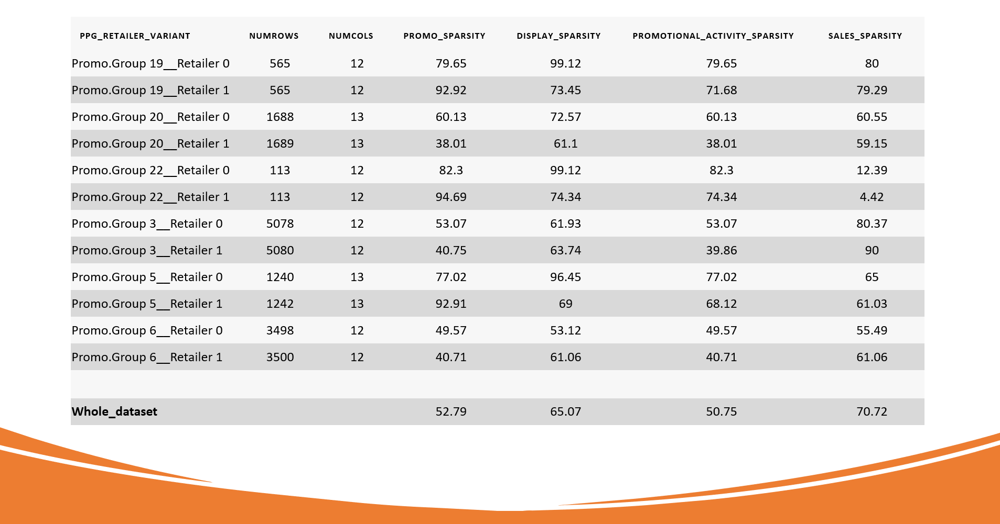 PPG_RETAILER_VARIANT NUMROWS NUMCOLS PROMO_SPARSITY DISPLAY_SPARSITY PROMOTIONAL_ACTIVITY_SPARSITY SALES_SPARSITY
Promo.Group 19__Retailer 0 565 12 79.65 99.12 79.65 80
Promo.Group 19__Retailer 1 565 12 92.92 73.45 71.68 79.29
Promo.Group 20__Retailer 0 1688 13 60.13 72.57 60.13 60.55
Promo.Group 20__Retailer 1 1689 13 38.01 61.1 38.01 59.15
Promo.Group 22__Retailer 0 113 12 82.3 99.12 82.3 12.39
Promo.Group 22__Retailer 1 113 12 94.69 74.34 74.34 4.42
Promo.Group 3__Retailer 0 5078 12 53.07 61.93 53.07 80.37
Promo.Group 3__Retailer 1 5080 12 40.75 63.74 39.86 90
Promo.Group 5__Retailer 0 1240 13 77.02 96.45 77.02 65
Promo.Group 5__Retailer 1 1242 13 92.91 69 68.12 61.03
Promo.Group 6__Retailer 0 3498 12 49.57 53.12 49.57 55.49
Promo.Group 6__Retailer 1 3500 12 40.71 61.06 40.71 61.06
Whole_dataset 52.79 65.07 50.75 70.72